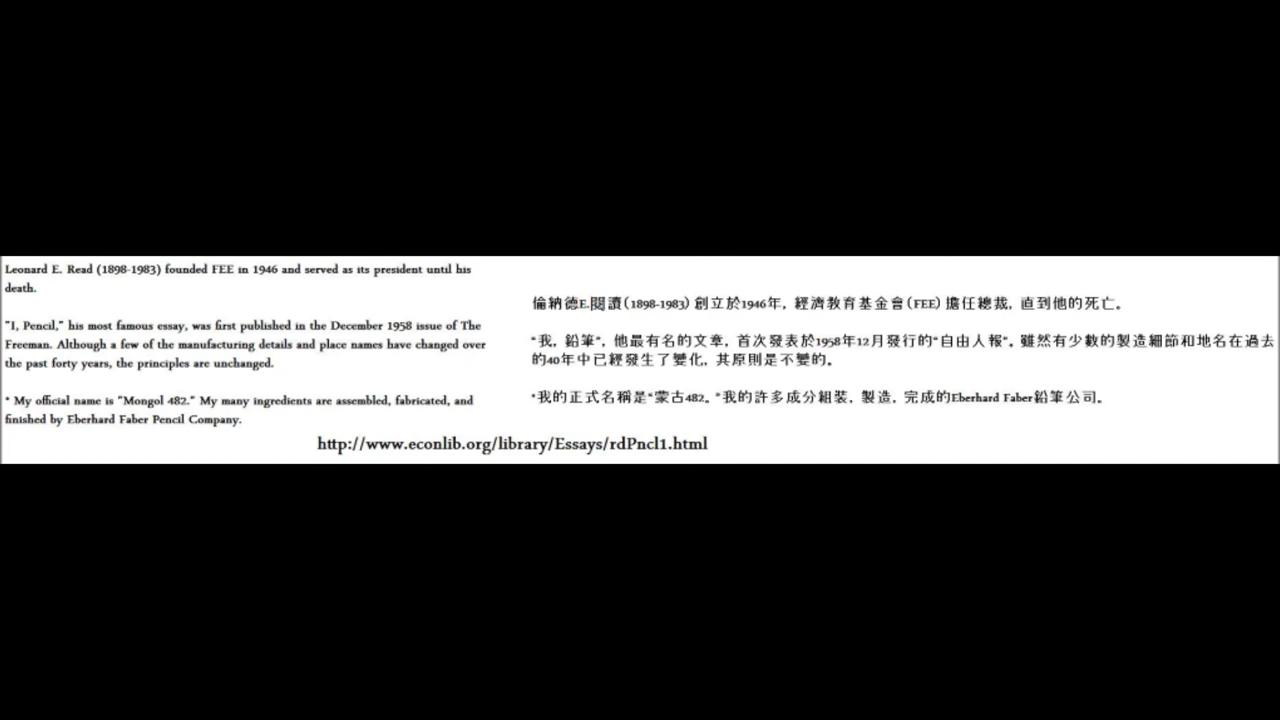 Leonard E. Read (1898-1983) founded FEE in 1946 and served as its president until his
death.
"I, Pencil," his most famous essay, was first published in the December 1958 issue of The
Freeman. Although a few of the manufacturing details and place names have changed over
the past forty years, the principles are unchanged.
* My official name is "Mongol 482." My many ingredients are assembled, fabricated, and
finished by Eberhard Faber Pencil Company.
倫納德E.閱讀(1898-1983) 創立於1946年, 經濟教育基金會(FEE) 擔任總裁, 直到他的死亡。
“我, 鉛筆”, 他最有名的文章, 首次發表於1958年12月發行的“自由人報”。雖然有少數的製造細節和地名在過去
的40年中已經發生了變化, 其原則是不變的。
*我的正式名稱是“蒙古482。”我的許多成分組裝, 製造, 完成的Eberhard Faber鉛筆公司。
http://www.econlib.org/library/Essays/rdPncl1.html